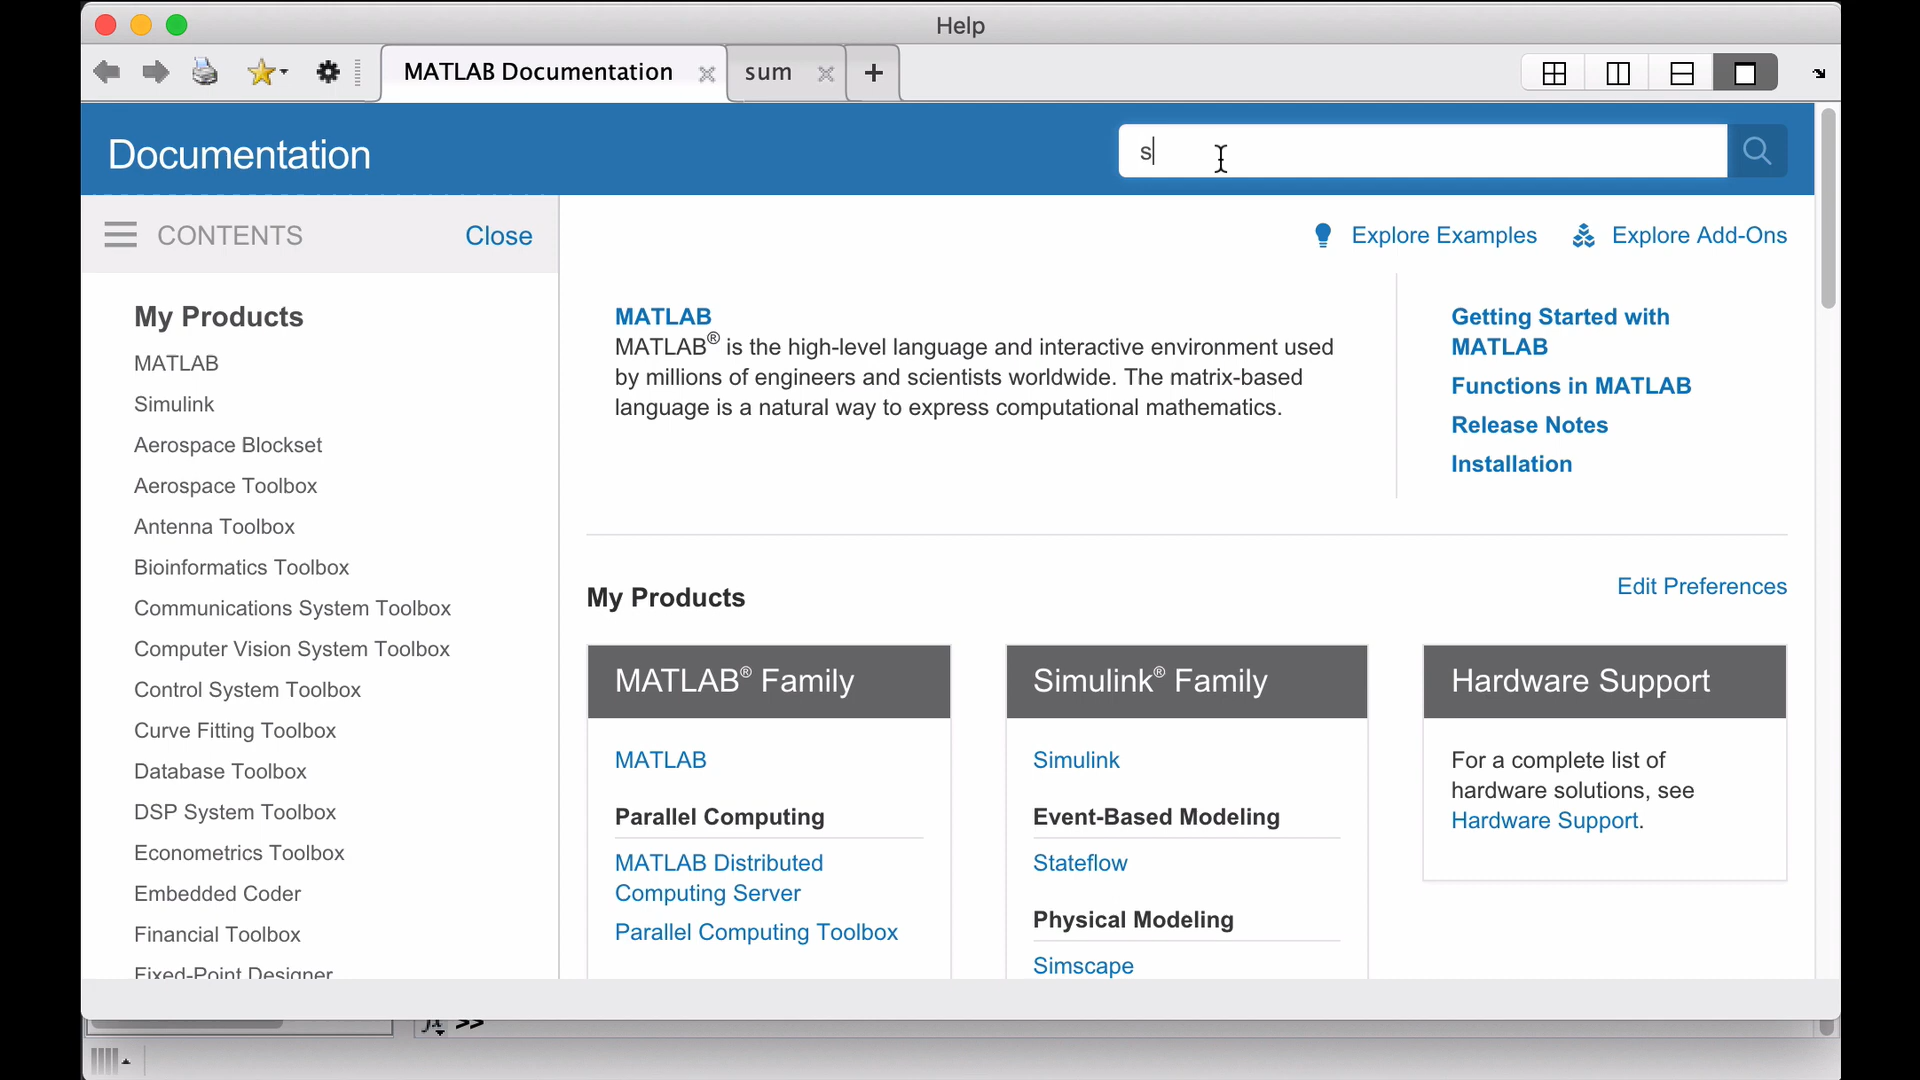 Help
MATLAB Documentation
sum
Documentation
s
CONTENTS
Close
Explore Examples
Explore Add-Ons
My Products
MATLAB
Simulink
Aerospace Blockset
Aerospace Toolbox
Antenna Toolbox
Bioinformatics Toolbox
Communications System Toolbox
Computer Vision System Toolbox
Control System Toolbox
Curve Fitting Toolbox
Database Toolbox
DSP System Toolbox
Econometrics Toolbox
Embedded Coder
Financial Toolbox
Fixed-Point Designer
MATLAB
MATLAB® is the high-level language and interactive environment used
by millions of engineers and scientists worldwide. The matrix-based
language is a natural way to express computational mathematics.
Getting Started with
MATLAB
Functions in MATLAB
Release Notes
Installation
My Products
Edit Preferences
MATLAB® Family
MATLAB
Parallel Computing
MATLAB Distributed
Computing Server
Parallel Computing Toolbox
Simulink® Family
Simulink
Event-Based Modeling
Stateflow
Physical Modeling
Simscape
Hardware Support
For a complete list of
hardware solutions, see
Hardware Support.
fx >>